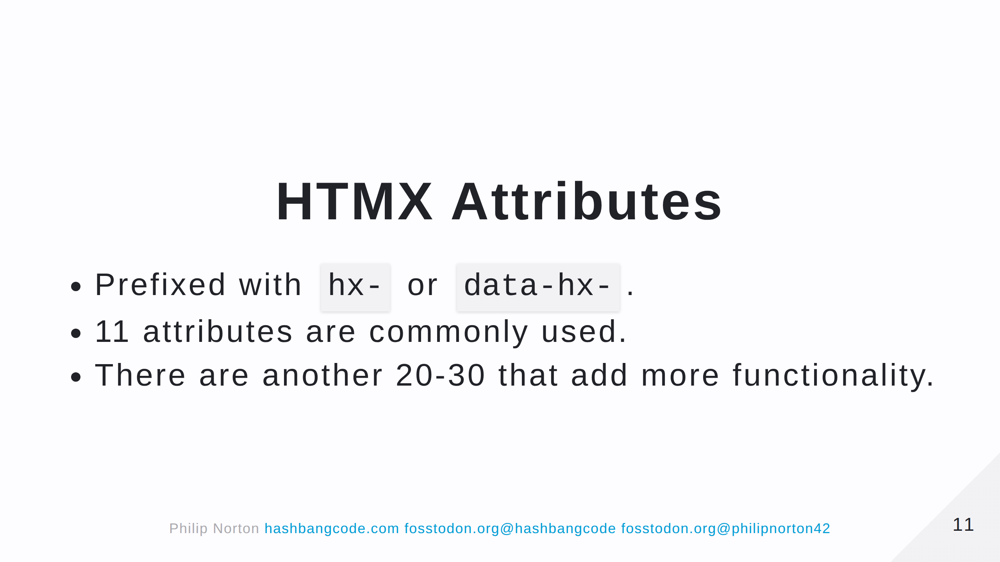 HTMX Attributes
• Prefixed with hx- or data-hx-.
• 11 attributes are commonly used.
• There are another 20-30 that add more functionality.
Philip Norton hashbangcode.com fosstodon.org@hashbangcode fosstodon.org@philipnorton42
11